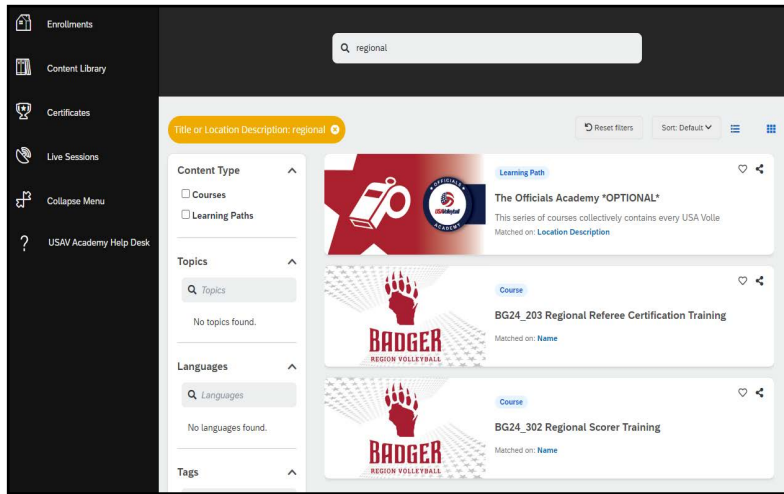 Enrollments
Content Library
Certificates
Live Sessions
Collapse Menu
? USAV Academy Help Desk
regional
Title or Location Description: regional
Reset filters
Sort: Default
Content Type
Courses
Learning Paths
Topics
Topics
No topics found.
Languages
Languages
No languages found.
Tags
OFFICIALS
USA Volleyball
ACADEMY
Learning Path
The Officials Academy *OPTIONAL*
This series of courses collectively contains every USA Volle
Matched on: Location Description
BADGER
REGION VOLLEYBALL
Course
BG24_203 Regional Referee Certification Training
Matched on: Name
BADGER
REGION VOLLEYBALL
Course
BG24_302 Regional Scorer Training
Matched on: Name